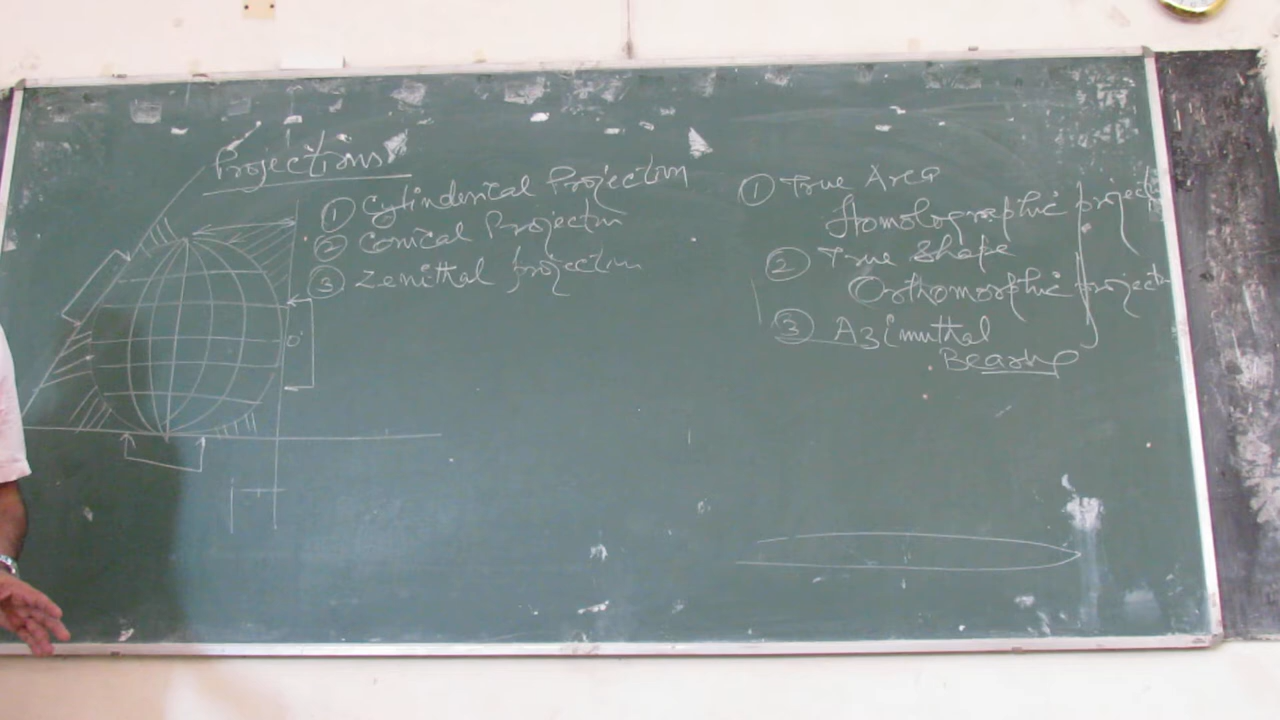 Projections
① Cylinderical Projection
② Conical Projection
③ Zenithal projection
0°
① True Area
Homolographic project
② True Shape
Orthomorphic project
③ Azimuthal
Bearing